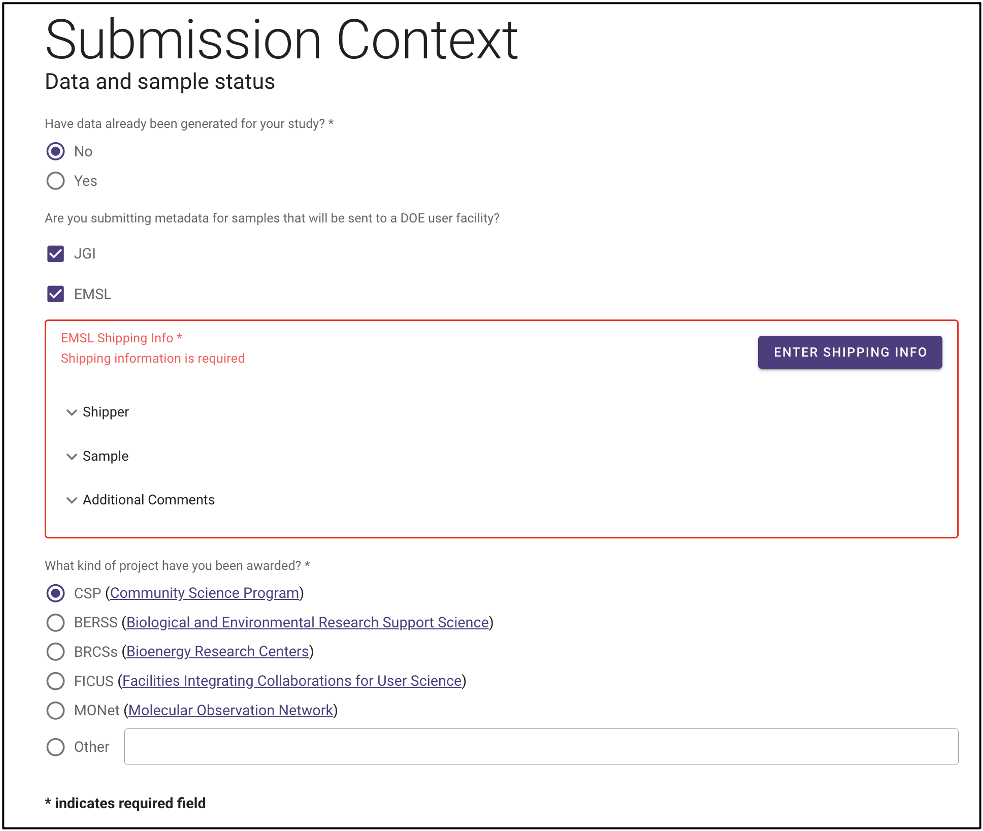 Submission Context
Data and sample status
Have data already been generated for your study? *
No
Yes
Are you submitting metadata for samples that will be sent to a DOE user facility?
JGI
EMSL
EMSL Shipping Info *
Shipping information is required
ENTER SHIPPING INFO
Shipper
Sample
Additional Comments
What kind of project have you been awarded? *
CSP (Community Science Program)
BERSS (Biological and Environmental Research Support Science)
BRCSs (Bioenergy Research Centers)
FICUS (Facilities Integrating Collaborations for User Science)
MONet (Molecular Observation Network)
Other
* indicates required field